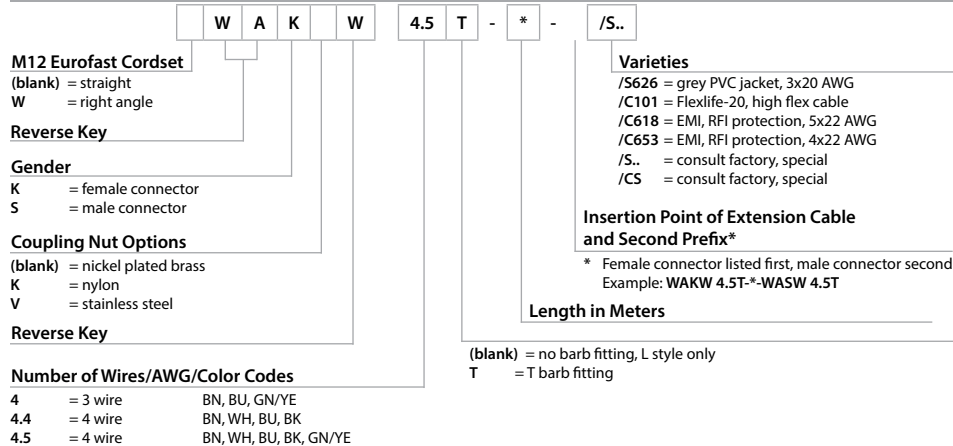 W A K W 4.5 T - * - /S..
M12 Eurofast Cordset
(blank) = straight
W = right angle
Reverse Key
Gender
K = female connector
S = male connector
Coupling Nut Options
(blank) = nickel plated brass
K = nylon
V = stainless steel
Reverse Key
Number of Wires/AWG/Color Codes
4 = 3 wire BN, BU, GN/YE
4.4 = 4 wire BN, WH, BU, BK
4.5 = 4 wire BN, WH, BU, BK, GN/YE
Varieties
/S626 = grey PVC jacket, 3x20 AWG
/C101 = Flexlife-20, high flex cable
/C618 = EMI, RFI protection, 5x22 AWG
/C653 = EMI, RFI protection, 4x22 AWG
/S.. = consult factory, special
/CS = consult factory, special
Insertion Point of Extension Cable
and Second Prefix*
* Female connector listed first, male connector second
Example: WAKW 4.5T-*-WASW 4.5T
Length in Meters
(blank) = no barb fitting, L style only
T = T barb fitting